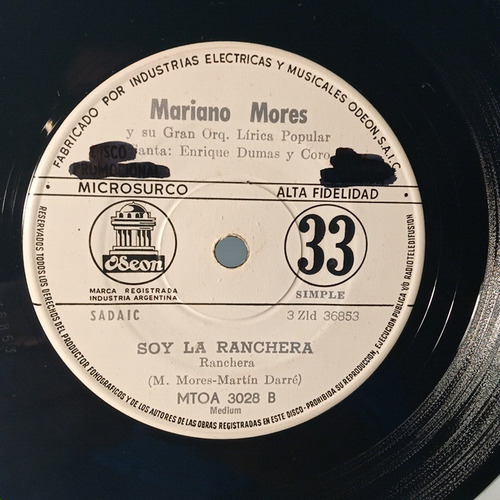 FABRICADO POR INDUSTRIAS ELECTRICAS Y MUSICALES ODEON, S.A.I.C.
Mariano Mores
y su Gran Orq. Lírica Popular
Canta: Enrique Dumas y Coro
DISCO
PROMOCIONAL
MICROSURCO
ALTA FIDELIDAD
Odeon
33
MARCA REGISTRADA
INDUSTRIA ARGENTINA
SIMPLE
SADAIC
3 Zld 36853
SOY LA RANCHERA
Ranchera
(M. Mores-Martín Darré)
MTOA 3028 B
Medium
RESERVADOS TODOS LOS DERECHOS DEL PRODUCTOR FONOGRAFICO Y DE LOS AUTORES DE LAS OBRAS REGISTRADAS EN ESTE DISCO - PROHIBIDA SU REPRODUCCION, EJECUCION PUBLICA Y/O RADIOTELEDIFUSION